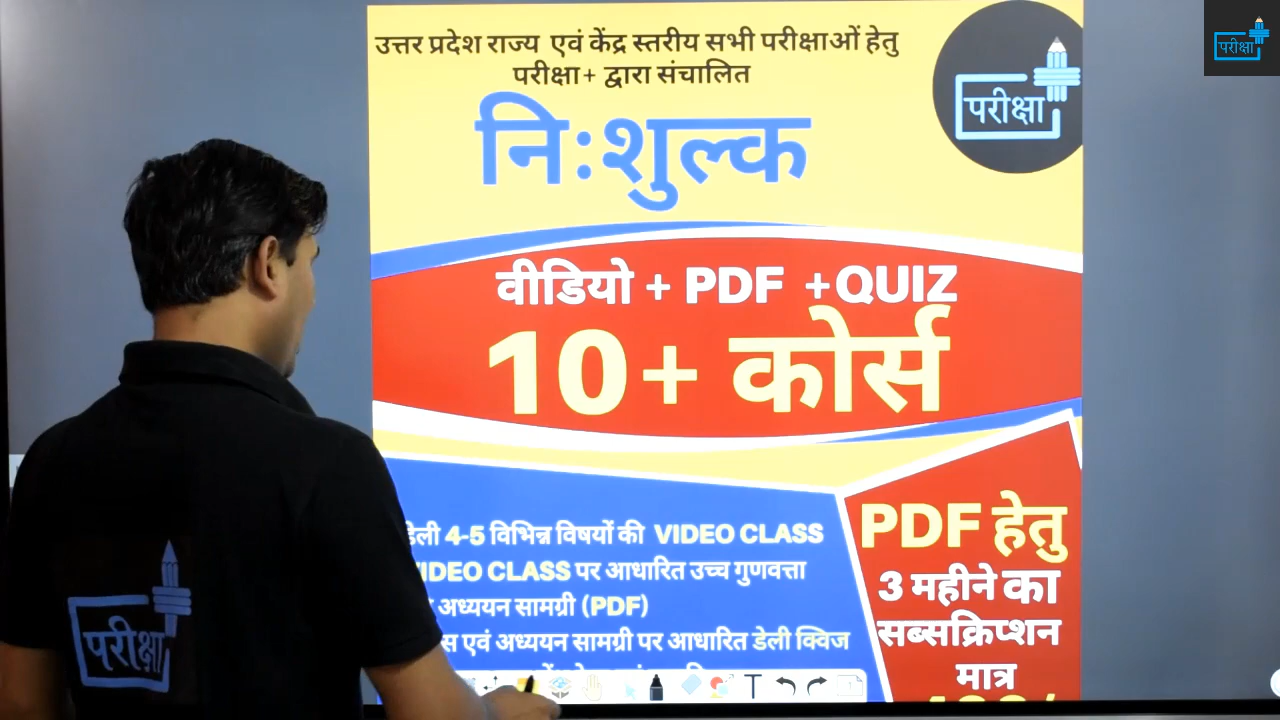 उत्तर प्रदेश राज्य एवं केंद्र स्तरीय सभी परीक्षाओं हेतु
परीक्षा+ द्वारा संचालित
निःशुल्क
परीक्षा
परीक्षा
वीडियो + PDF +QUIZ
10+ कोर्स
4-5 विभिन्न विषयों की VIDEO CLASS
CLASS पर आधारित उच्च गुणवत्ता
अध्ययन सामग्री (PDF)
एवं अध्ययन सामग्री पर आधारित डेली क्विज
PDF हेतु
3 महीने का
सब्सक्रिप्शन
मात्र
परीक्षा